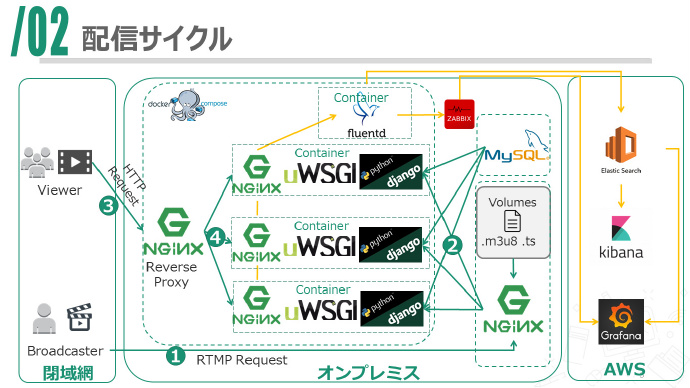 /02 配信サイクル
docker
compose
Container
fluentd
ZABBIX
Viewer
HTTP
Request
3
NGINX
Reverse
Proxy
4
Container
NGINX
uWSGI
python
django
Container
NGINX
uWSGI
python
django
Container
NGINX
uWSGI
python
django
2
MySQL
Volumes
.m3u8 .ts
NGINX
Elastic Search
kibana
Grafana
Broadcaster
1
RTMP Request
閉域網
オンプレミス
AWS